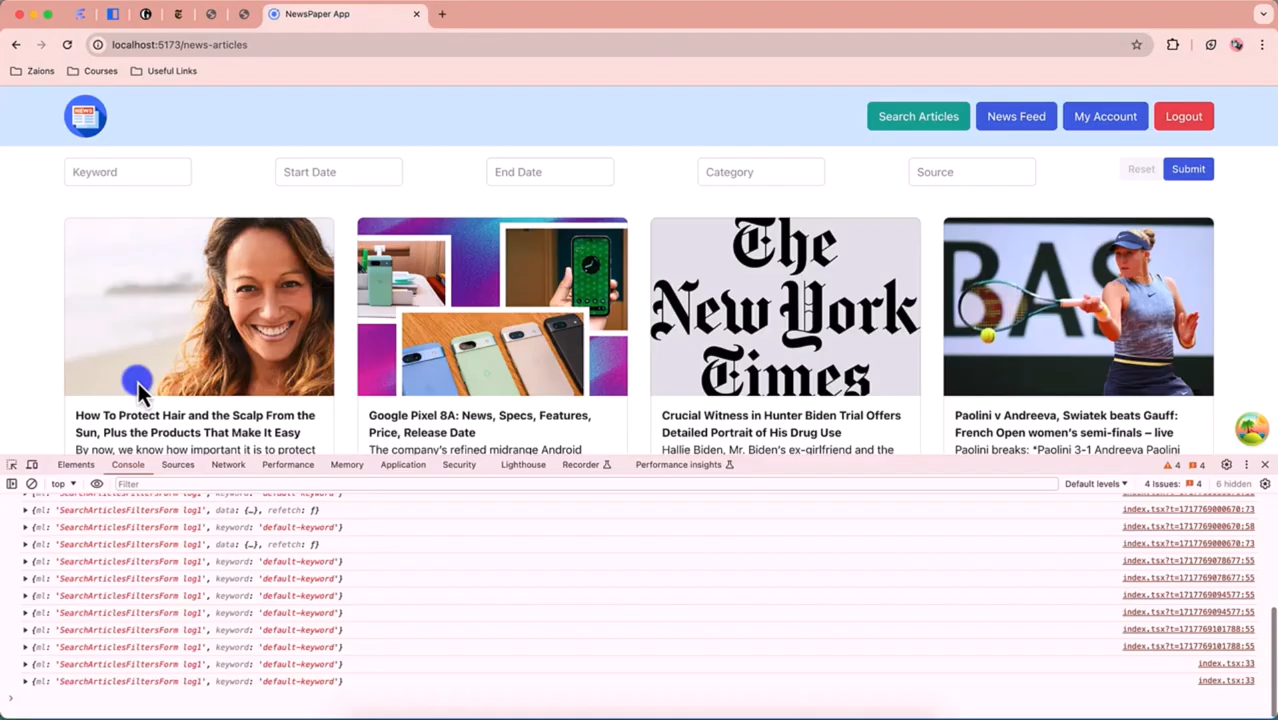 NewsPaper App
localhost:5173/news-articles
Zaions Courses Useful Links
NEWS
Search Articles News Feed My Account Logout
Keyword Start Date End Date Category Source Reset Submit
BAS
The
New York
Times
How To Protect Hair and the Scalp From the
Sun, Plus the Products That Make It Easy
By now, we know how important it is to protect
Google Pixel 8A: News, Specs, Features,
Price, Release Date
The company's refined midrange Android
Crucial Witness in Hunter Biden Trial Offers
Detailed Portrait of His Drug Use
Hallie Biden, Mr. Biden's ex-girlfriend and the
Paolini v Andreeva, Swiatek beats Gauff:
French Open women's semi-finals – live
Paolini breaks: *Paolini 3-1 Andreeva Paolini
Elements Console Sources Network Performance Memory Application Security Lighthouse Recorder Performance insights 4 4
top Filter Default levels 4 Issues: 4 6 hidden
{ml: 'SearchArticlesFiltersForm log1', data: {…}, refetch: ƒ} index.tsx?t=1717769000670:73
{ml: 'SearchArticlesFiltersForm log1', keyword: 'default-keyword'} index.tsx?t=1717769000670:58
{ml: 'SearchArticlesFiltersForm log1', data: {…}, refetch: ƒ} index.tsx?t=1717769000670:73
{ml: 'SearchArticlesFiltersForm log1', keyword: 'default-keyword'} index.tsx?t=1717769078677:55
{ml: 'SearchArticlesFiltersForm log1', keyword: 'default-keyword'} index.tsx?t=1717769078677:55
{ml: 'SearchArticlesFiltersForm log1', keyword: 'default-keyword'} index.tsx?t=1717769094577:55
{ml: 'SearchArticlesFiltersForm log1', keyword: 'default-keyword'} index.tsx?t=1717769094577:55
{ml: 'SearchArticlesFiltersForm log1', keyword: 'default-keyword'} index.tsx?t=1717769101788:55
{ml: 'SearchArticlesFiltersForm log1', keyword: 'default-keyword'} index.tsx?t=1717769101788:55
{ml: 'SearchArticlesFiltersForm log1', keyword: 'default-keyword'} index.tsx:33
{ml: 'SearchArticlesFiltersForm log1', keyword: 'default-keyword'} index.tsx:33